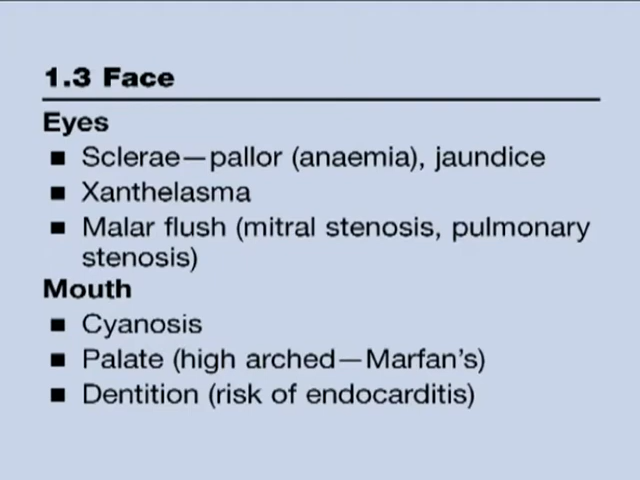 1.3 Face
Eyes
■ Sclerae—pallor (anaemia), jaundice
■ Xanthelasma
■ Malar flush (mitral stenosis, pulmonary
stenosis)
Mouth
■ Cyanosis
■ Palate (high arched—Marfan's)
■ Dentition (risk of endocarditis)